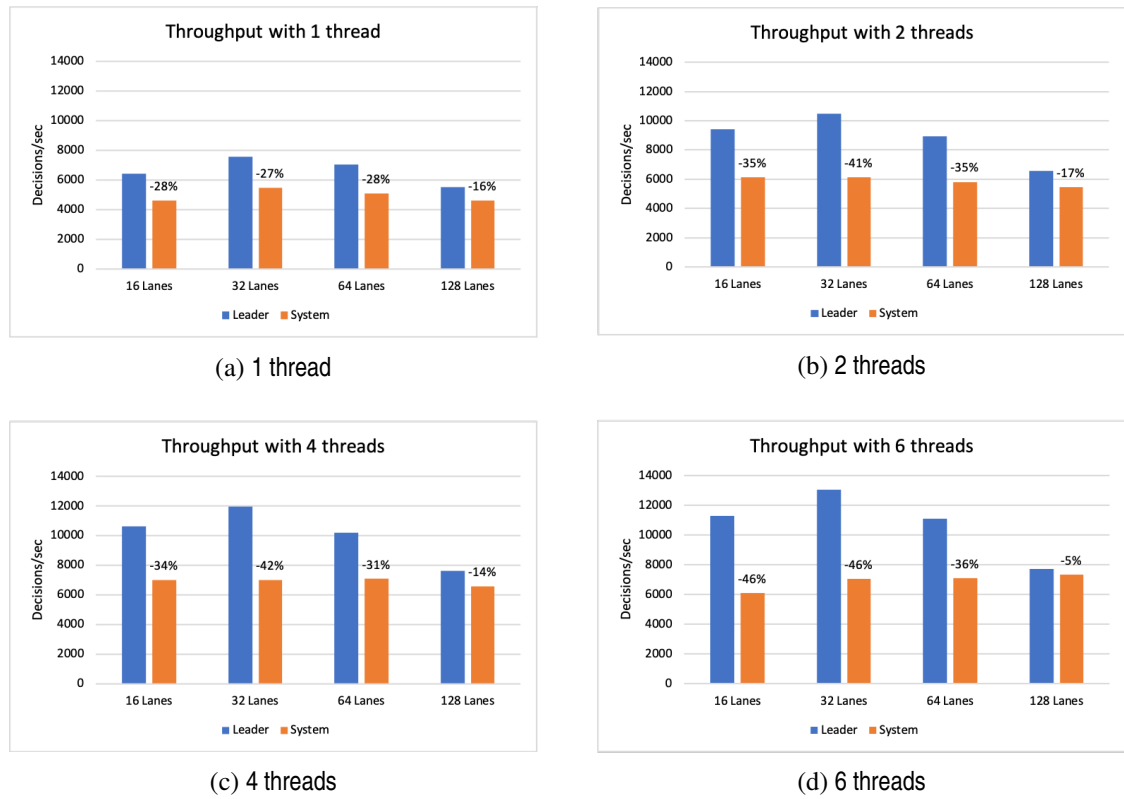 Throughput with 1 thread
14000
12000
10000
8000
6000
4000
2000
0
Decisions/sec
-28%
-27%
-28%
-16%
16 Lanes
32 Lanes
64 Lanes
128 Lanes
Leader
System
(a) 1 thread
Throughput with 2 threads
14000
12000
10000
8000
6000
4000
2000
0
Decisions/sec
-35%
-41%
-35%
-17%
16 Lanes
32 Lanes
64 Lanes
128 Lanes
Leader
System
(b) 2 threads
Throughput with 4 threads
14000
12000
10000
8000
6000
4000
2000
0
Decisions/sec
-34%
-42%
-31%
-14%
16 Lanes
32 Lanes
64 Lanes
128 Lanes
Leader
System
(c) 4 threads
Throughput with 6 threads
14000
12000
10000
8000
6000
4000
2000
0
Decisions/sec
-46%
-46%
-36%
-5%
16 Lanes
32 Lanes
64 Lanes
128 Lanes
Leader
System
(d) 6 threads